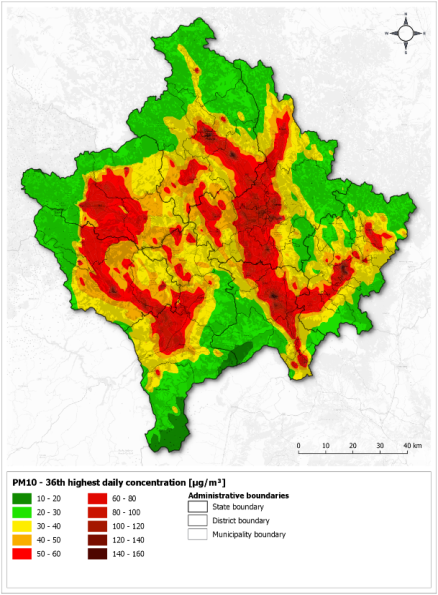 N
W E
S
0 10 20 30 40 km
PM10 - 36th highest daily concentration [µg/m³]
10 - 20
20 - 30
30 - 40
40 - 50
50 - 60
60 - 80
80 - 100
100 - 120
120 - 140
140 - 160
Administrative boundaries
State boundary
District boundary
Municipality boundary